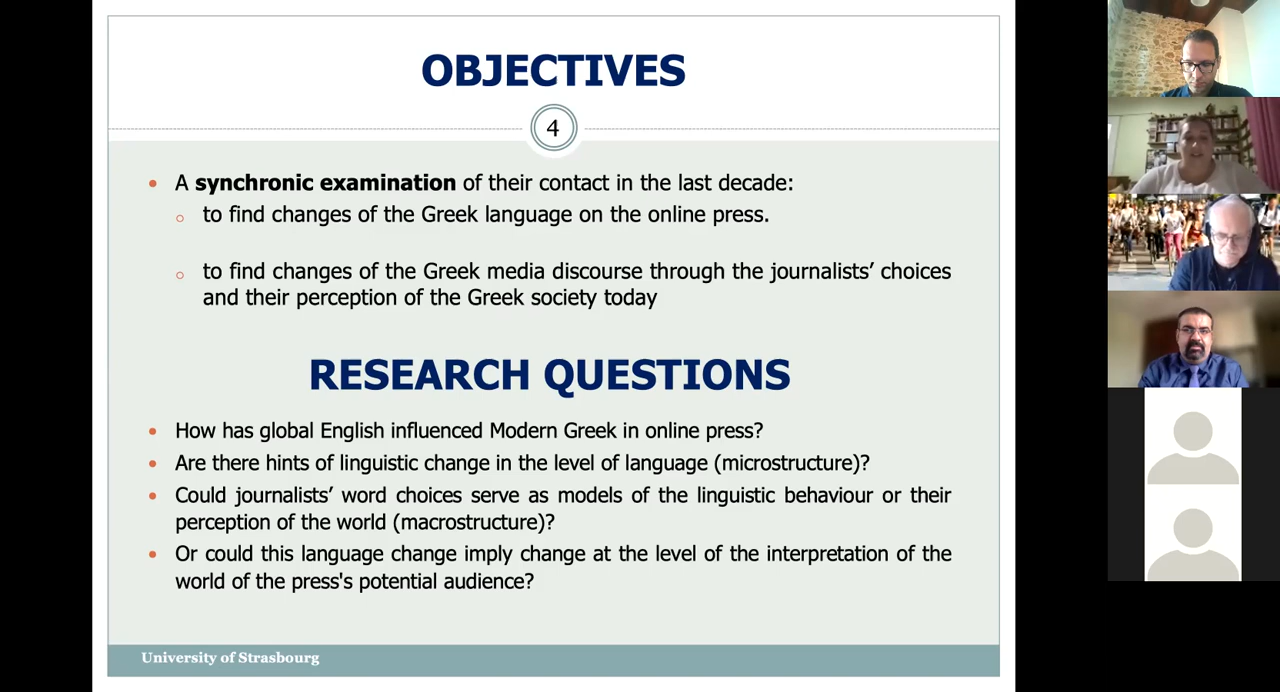 OBJECTIVES
4
• A synchronic examination of their contact in the last decade:
○ to find changes of the Greek language on the online press.
○ to find changes of the Greek media discourse through the journalists’ choices
and their perception of the Greek society today
RESEARCH QUESTIONS
• How has global English influenced Modern Greek in online press?
• Are there hints of linguistic change in the level of language (microstructure)?
• Could journalists’ word choices serve as models of the linguistic behaviour or their
perception of the world (macrostructure)?
• Or could this language change imply change at the level of the interpretation of the
world of the press's potential audience?
University of Strasbourg